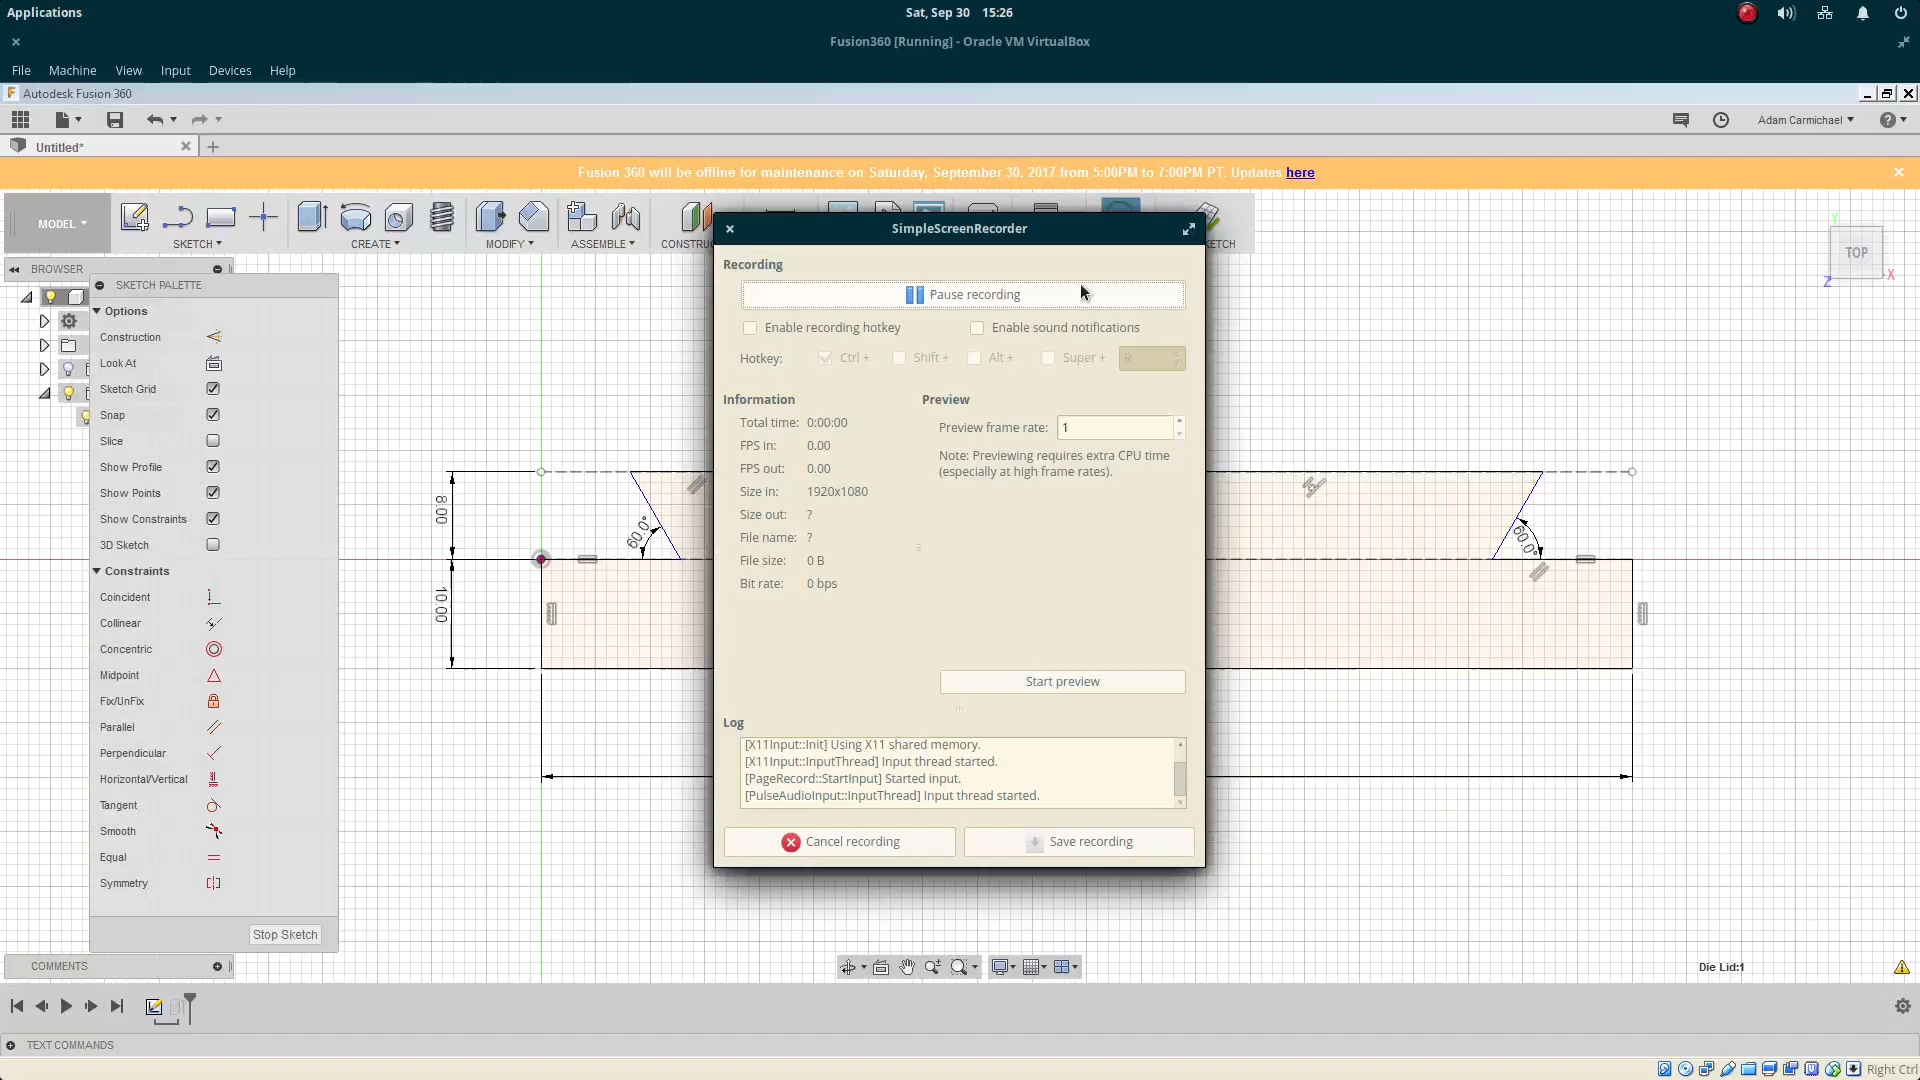 Applications
Sat, Sep 30 15:26
Fusion360 [Running] - Oracle VM VirtualBox
File Machine View Input Devices Help
Autodesk Fusion 360
Adam Carmichael
Untitled*
Fusion 360 will be offline for maintenance on Saturday, September 30, 2017 from 5:00PM to 7:00PM PT. Updates here
MODEL
SKETCH
CREATE
MODIFY
ASSEMBLE
BROWSER
SKETCH PALETTE
Options
Construction
Look At
Sketch Grid
Snap
Slice
Show Profile
Show Points
Show Constraints
3D Sketch
Constraints
Coincident
Collinear
Concentric
Midpoint
Fix/UnFix
Parallel
Perpendicular
Horizontal/Vertical
Tangent
Smooth
Equal
Symmetry
Stop Sketch
COMMENTS
8.00
10.00
60.0°
60.0°
SimpleScreenRecorder
Recording
Pause recording
Enable recording hotkey
Enable sound notifications
Hotkey: Ctrl + Shift + Alt + Super + R
Information
Total time: 0:00:00
FPS in: 0.00
FPS out: 0.00
Size in: 1920x1080
Size out: ?
File name: ?
File size: 0 B
Bit rate: 0 bps
Preview
Preview frame rate: 1
Note: Previewing requires extra CPU time
(especially at high frame rates).
Start preview
Log
[X11Input::Init] Using X11 shared memory.
[X11Input::InputThread] Input thread started.
[PageRecord::StartInput] Started input.
[PulseAudioInput::InputThread] Input thread started.
Cancel recording
Save recording
TOP
Y
X
Z
Die Lid:1
TEXT COMMANDS
Right Ctrl